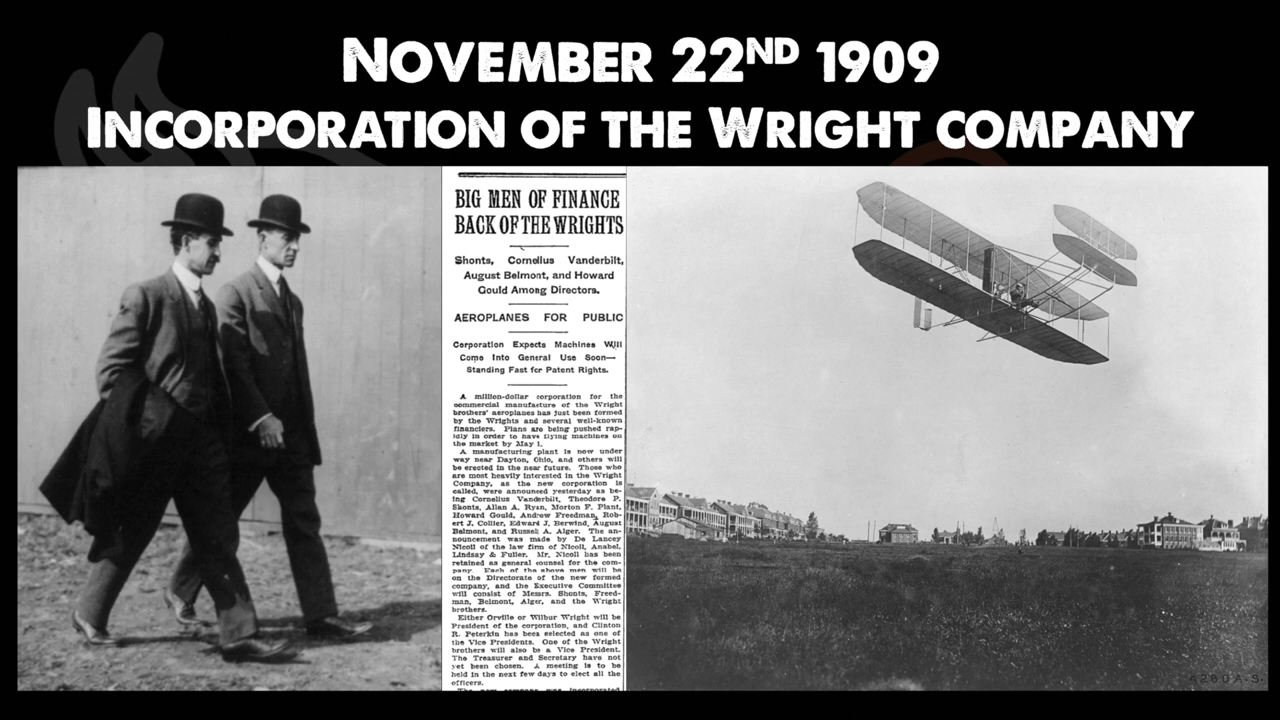 NOVEMBER 22ND 1909
INCORPORATION OF THE WRIGHT COMPANY
BIG MEN OF FINANCE
BACK OF THE WRIGHTS
Shonts, Cornelius Vanderbilt,
August Belmont, and Howard
Gould Among Directors.
AEROPLANES FOR PUBLIC
Corporation Expects Machines Will
Come Into General Use Soon—
Standing Fast for Patent Rights.
A million-dollar corporation for the
commercial manufacture of the Wright
brothers' aeroplanes has just been formed
by the Wrights and several well-known
financiers. Plans are being pushed rap-
idly in order to have flying machines on
the market by May 1.
A manufacturing plant is now under
way near Dayton, Ohio, and others will
be erected in the near future. Those who
are most heavily interested in the Wright
Company, as the new corporation is
called, were announced yesterday as be-
ing Cornelius Vanderbilt, Theodore P.
Shonts, Allan A. Ryan, Morton F. Plant,
Howard Gould, Andrew Freedman, Rob-
ert J. Collier, Edward J. Berwind, August
Belmont, and Russell A. Alger. The an-
nouncement was made by De Lancey
Nicoll of the law firm of Nicoll, Anabel,
Lindsay & Fuller. Mr. Nicoll has been
retained as general counsel for the com-
pany. Each of the above men will be
on the Directorate of the new formed
company, and the Executive Committee
will consist of Messrs. Shonts, Freed-
man, Belmont, Alger, and the Wright
brothers.
Either Orville or Wilbur Wright will be
President of the corporation, and Clinton
R. Peterkin has been selected as one of
the Vice Presidents. One of the Wright
brothers will also be a Vice President.
The Treasurer and Secretary have not
yet been chosen. A meeting is to be
held in the next few days to elect all the
officers.
The new company was incorporated